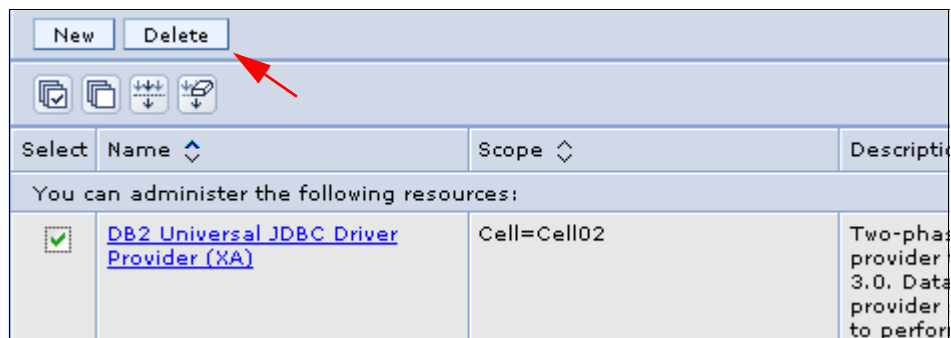 New Delete
Select Name Scope Descriptio
You can administer the following resources:
DB2 Universal JDBC Driver Cell=Cell02 Two-phas
Provider (XA) provider
3.0. Data
provider
to perfor